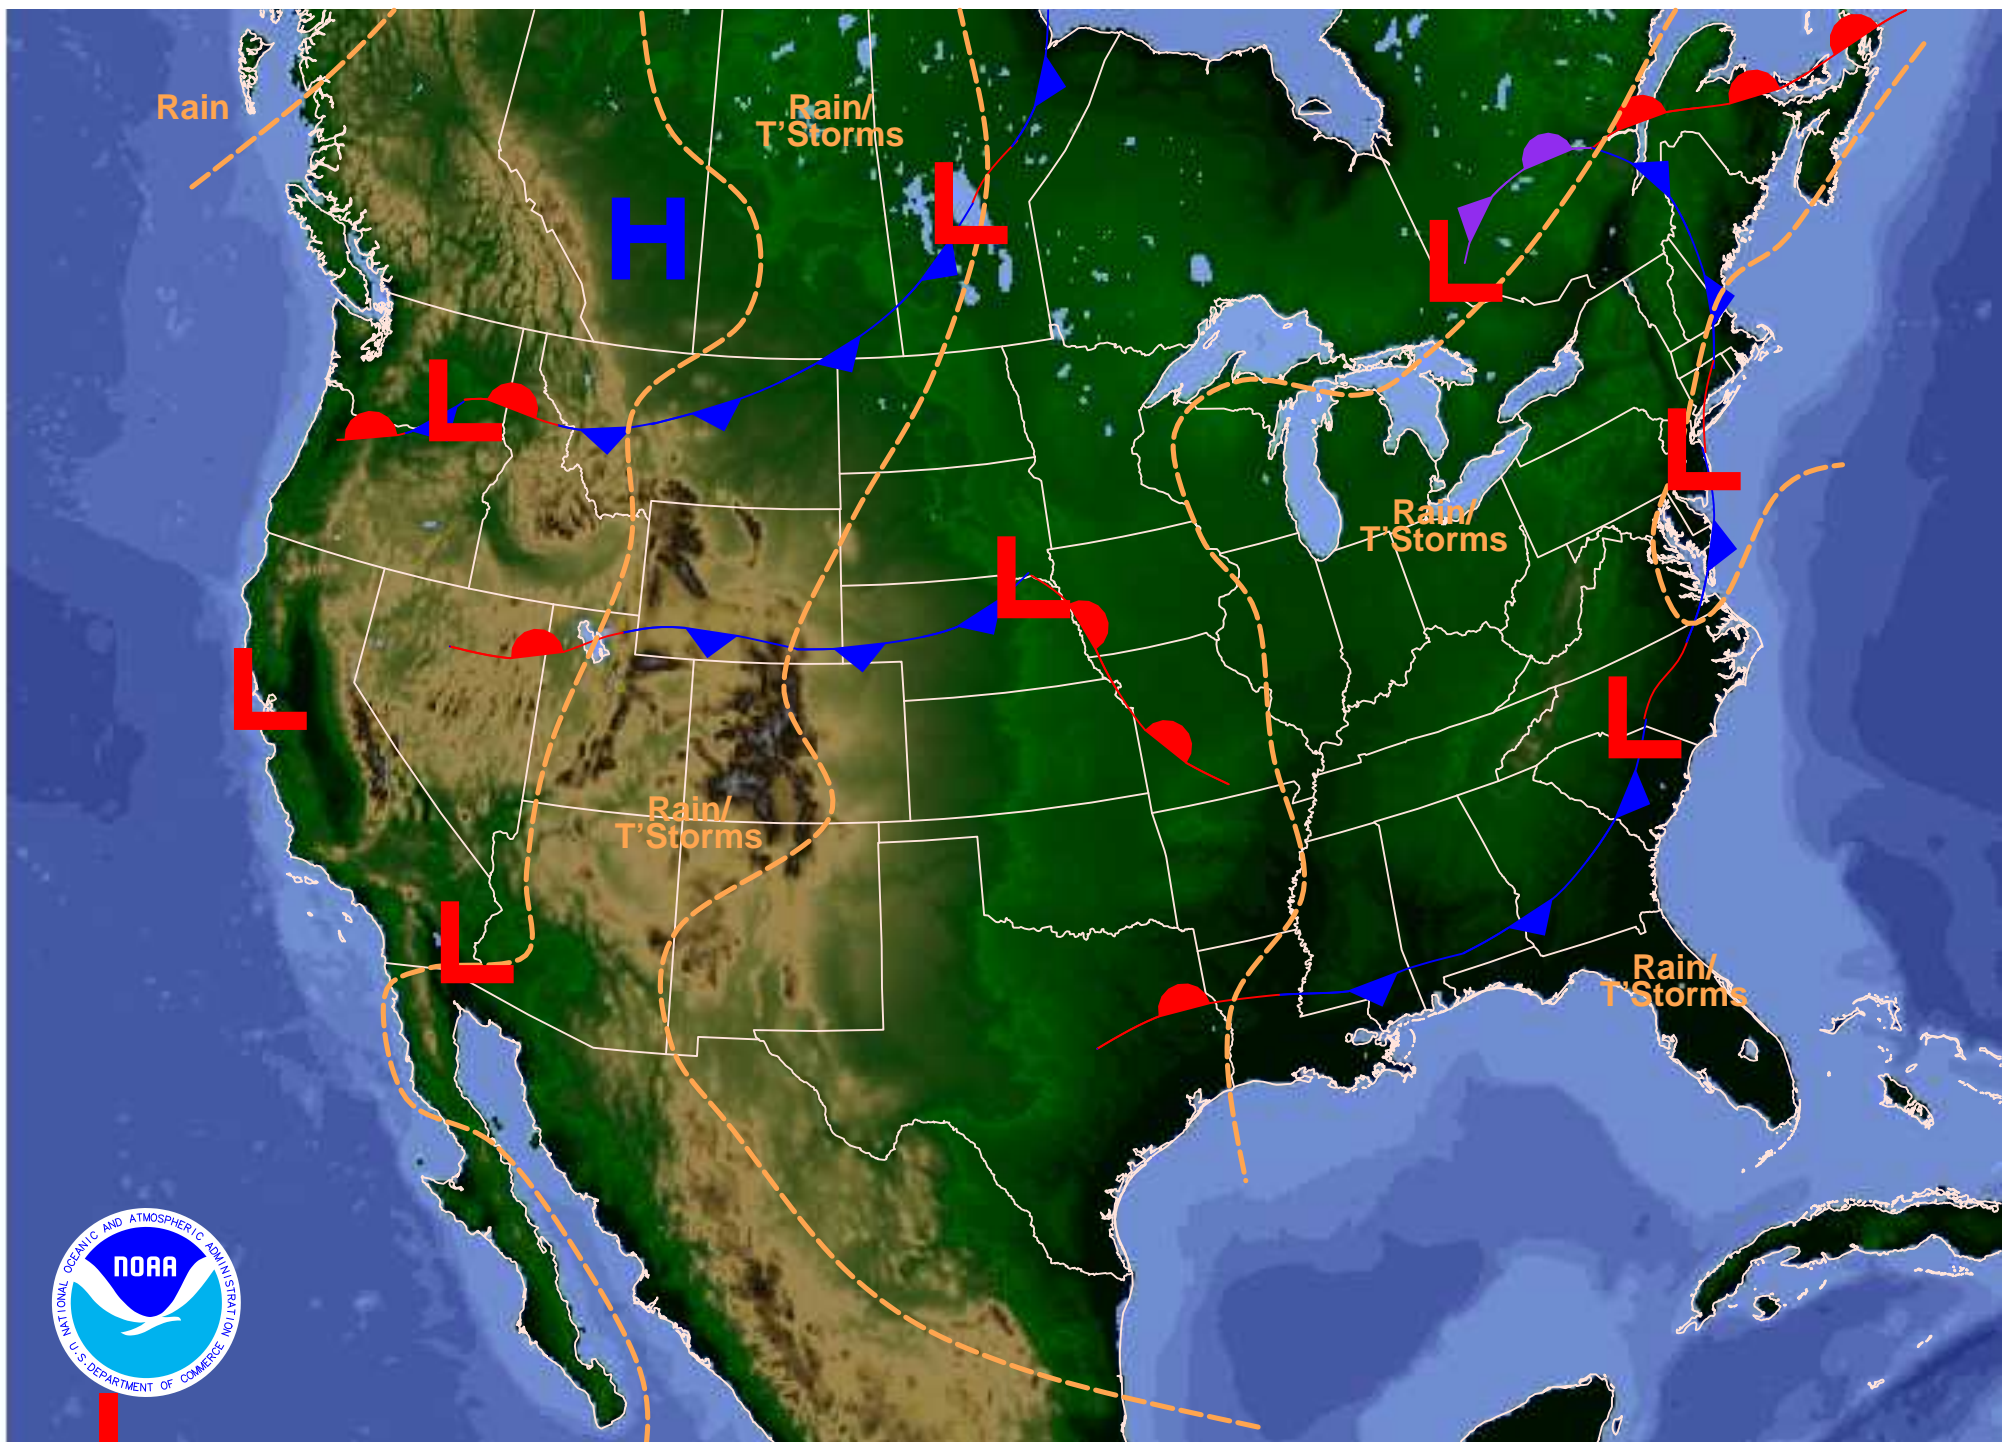 Rain
Rain/
T'Storms
H
L
L
L
L
Rain/
T'Storms
L
L
L
L
Rain/
T'Storms
L
Rain/
T'Storms
NATIONAL OCEANIC AND ATMOSPHERIC ADMINISTRATION
NOAA
U.S. DEPARTMENT OF COMMERCE